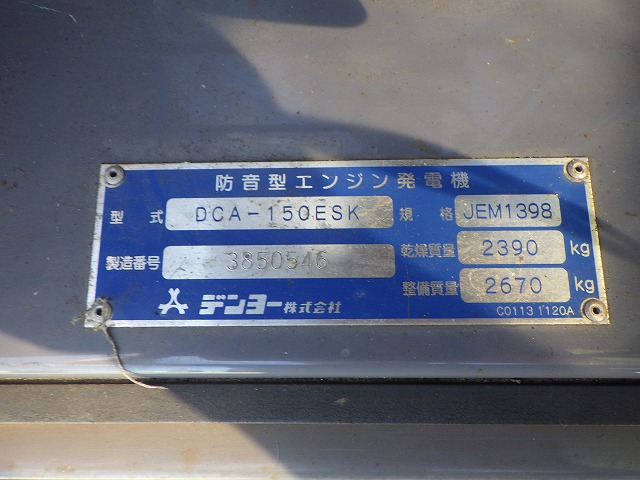 防音型エンジン発電機
型式 DCA-150ESK 規格 JEM1398
製造番号 3850546 乾燥質量 2390 kg
整備質量 2670 kg
デンヨー株式会社 C01131120A